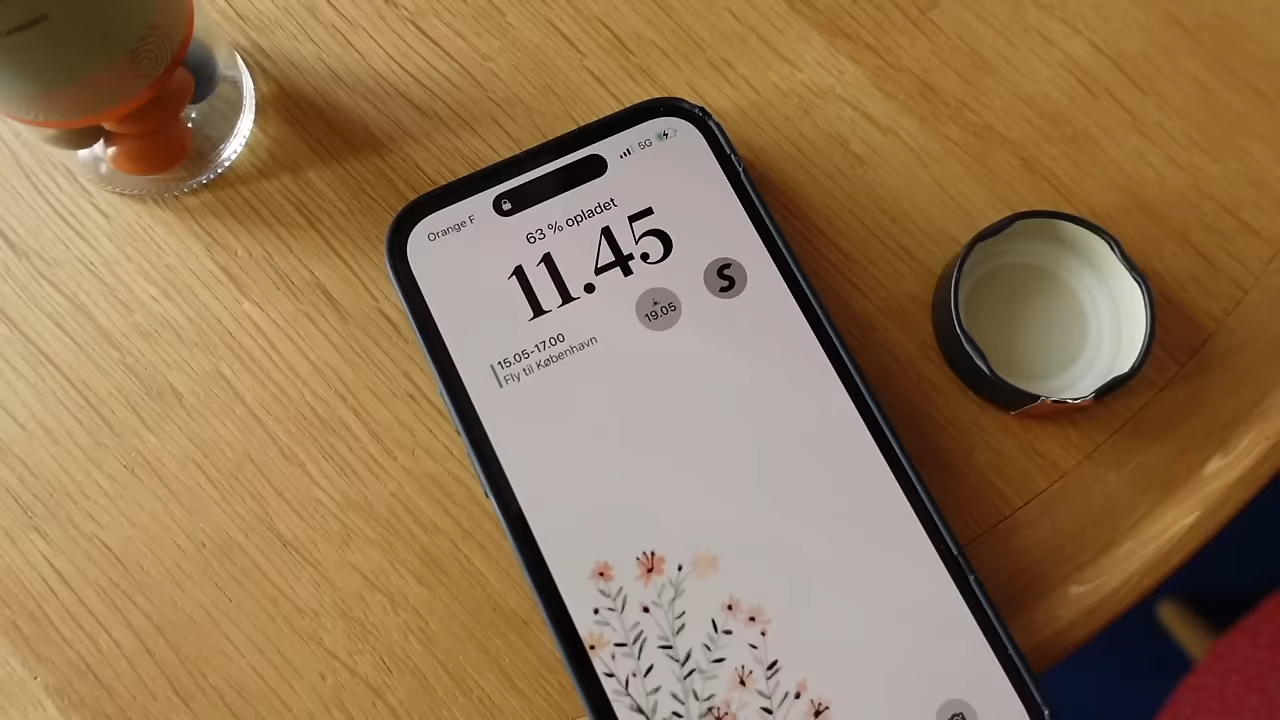 Orange F
5G
63 % opladet
11.45
19.05
S
15.05-17.00
Fly til København